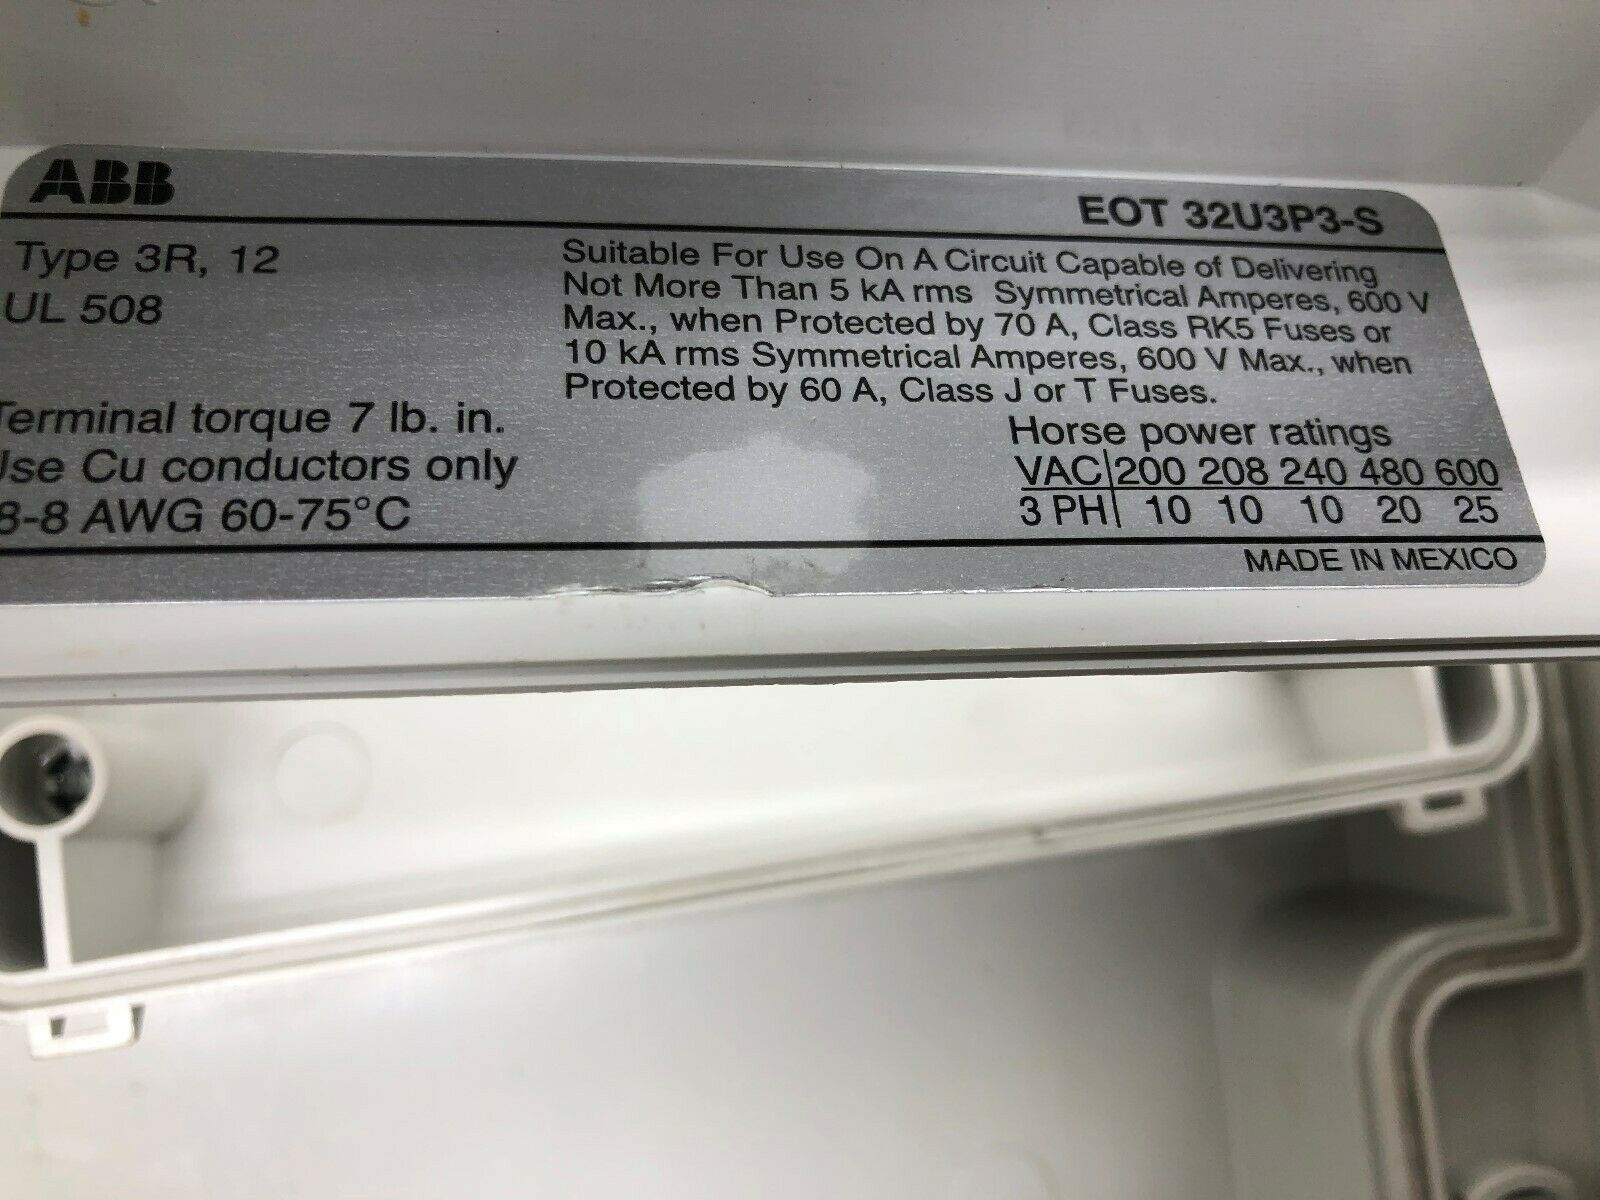 ABB
EOT 32U3P3-S
Type 3R, 12
UL 508
Terminal torque 7 lb. in.
Use Cu conductors only
8-8 AWG 60-75°C
Suitable For Use On A Circuit Capable of Delivering
Not More Than 5 kA rms Symmetrical Amperes, 600 V
Max., when Protected by 70 A, Class RK5 Fuses or
10 kA rms Symmetrical Amperes, 600 V Max., when
Protected by 60 A, Class J or T Fuses.
Horse power ratings
VAC 200 208 240 480 600
3 PH 10 10 10 20 25
MADE IN MEXICO